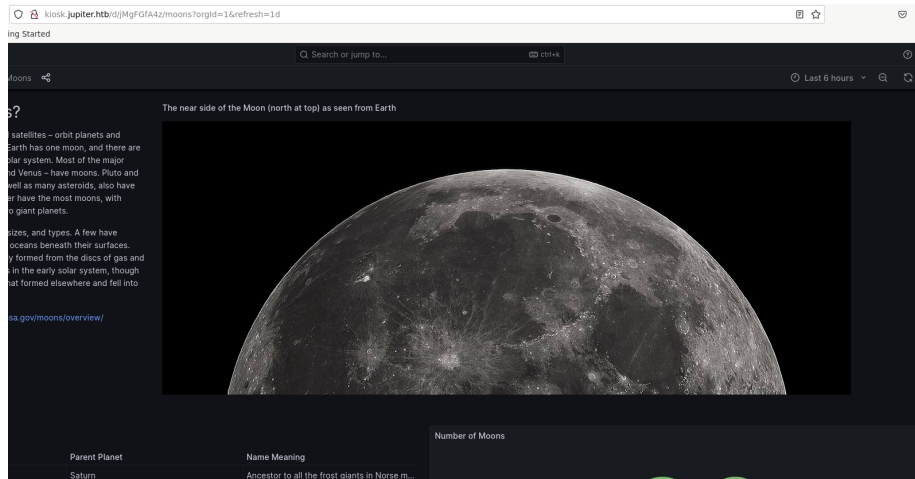 kiosk.jupiter.htb/d/jMgFGfA4z/moons?orgId=1&refresh=1d
ing Started
Search or jump to... ctrl+k
Moons
Last 6 hours
s?
The near side of the Moon (north at top) as seen from Earth
l satellites – orbit planets and
Earth has one moon, and there are
olar system. Most of the major
nd Venus – have moons. Pluto and
well as many asteroids, also have
er have the most moons, with
o giant planets.
sizes, and types. A few have
oceans beneath their surfaces.
y formed from the discs of gas and
s in the early solar system, though
hat formed elsewhere and fell into
sa.gov/moons/overview/
Number of Moons
Parent Planet Name Meaning
Saturn Ancestor to all the frost giants in Norse m...